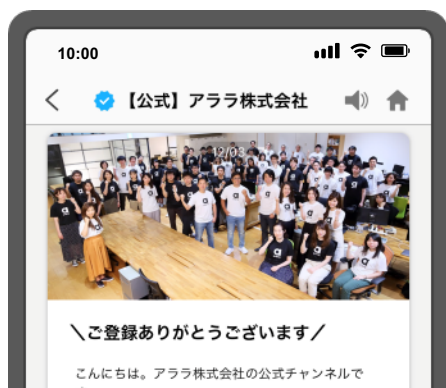 10:00
【公式】アララ株式会社
12/03
＼ご登録ありがとうございます／
こんにちは。アララ株式会社の公式チャンネルで